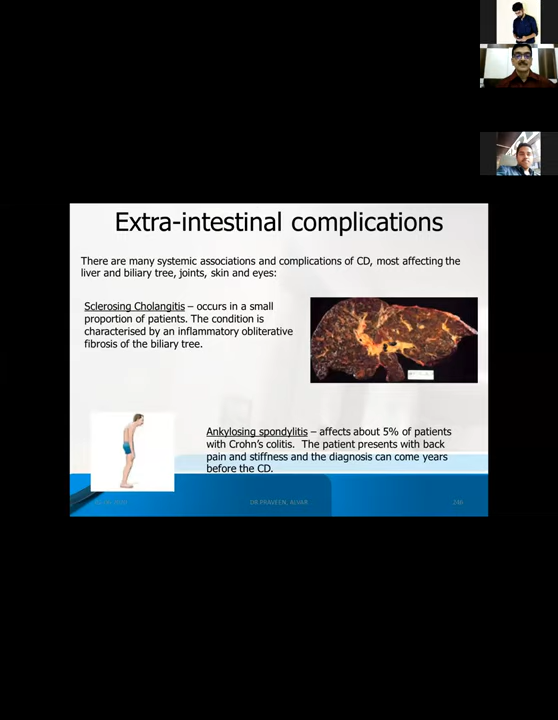 Extra-intestinal complications
There are many systemic associations and complications of CD, most affecting the
liver and biliary tree, joints, skin and eyes:
Sclerosing Cholangitis – occurs in a small
proportion of patients. The condition is
characterised by an inflammatory obliterative
fibrosis of the biliary tree.
Ankylosing spondylitis – affects about 5% of patients
with Crohn's colitis. The patient presents with back
pain and stiffness and the diagnosis can come years
before the CD.
DR.PRAVEEN, ALVAR
246